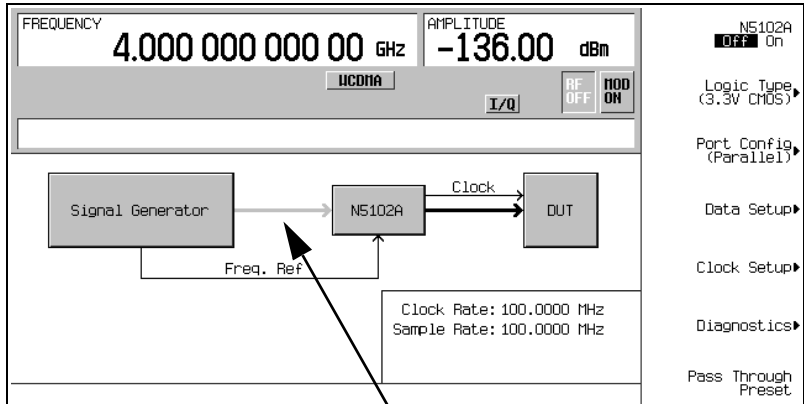 FREQUENCY
4.000 000 000 00 GHz
AMPLITUDE
-136.00 dBm
WCDMA
I/Q
RF
OFF
MOD
ON
Signal Generator
N5102A
Clock
DUT
Freq. Ref
Clock Rate: 100.0000 MHz
Sample Rate: 100.0000 MHz
N5102A
Off On
Logic Type
(3.3V CMOS)
Port Config
(Parallel)
Data Setup
Clock Setup
Diagnostics
Pass Through
Preset